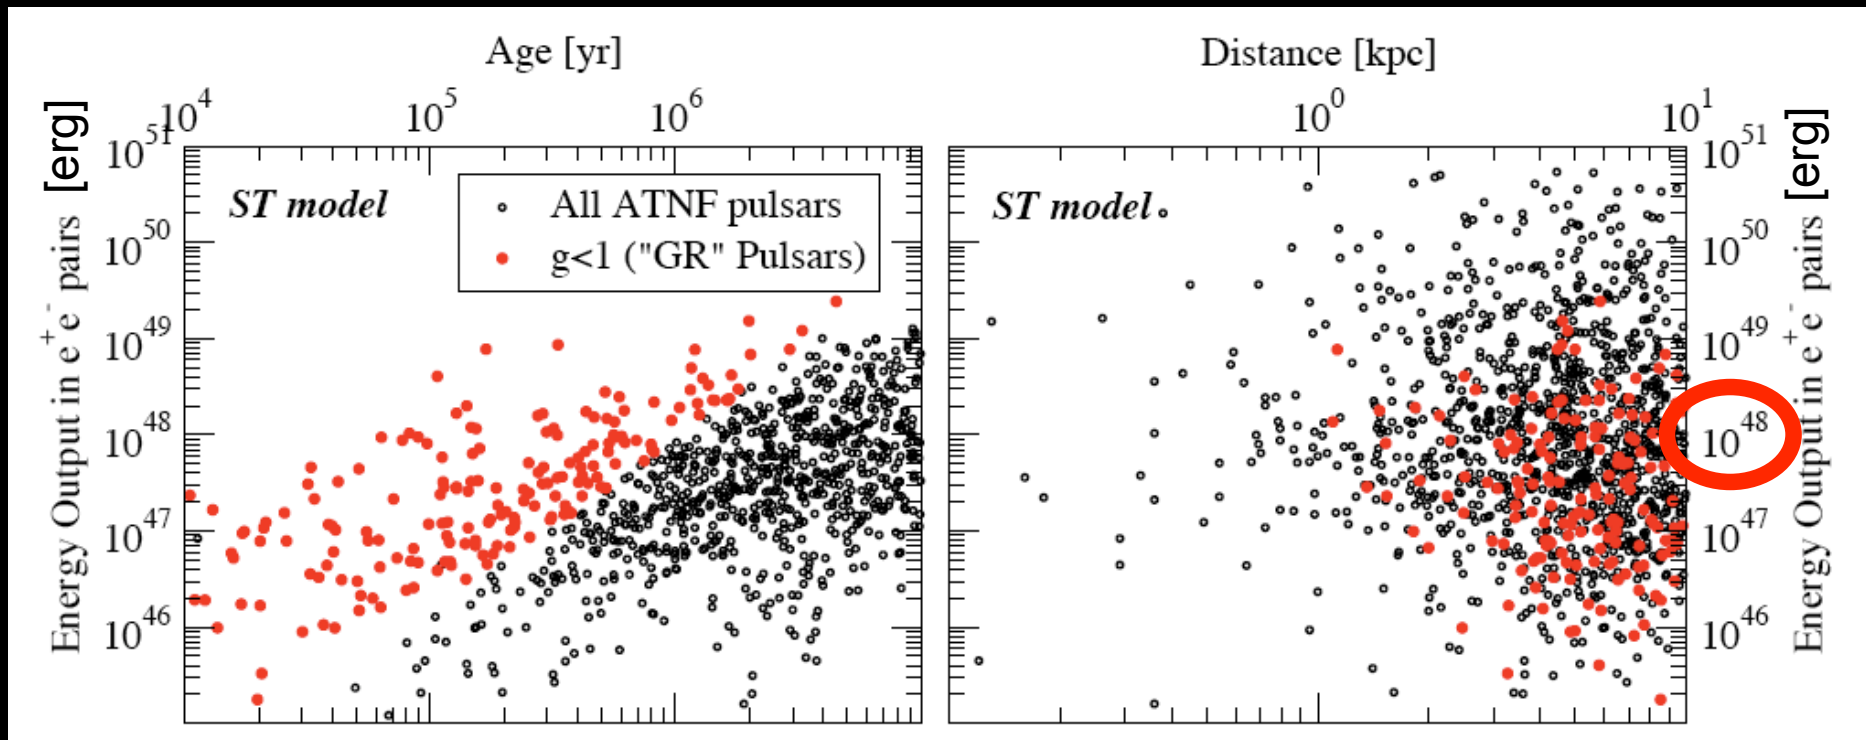 Age [yr]
10^4 10^5 10^6
Energy Output in e^+ e^- pairs [erg]
10^51
10^50
10^49
10^48
10^47
10^46
ST model
All ATNF pulsars
g<1 ("GR" Pulsars)
Distance [kpc]
10^0 10^1
ST model
10^51
10^50
10^49
10^48
10^47
10^46
Energy Output in e^+ e^- pairs [erg]